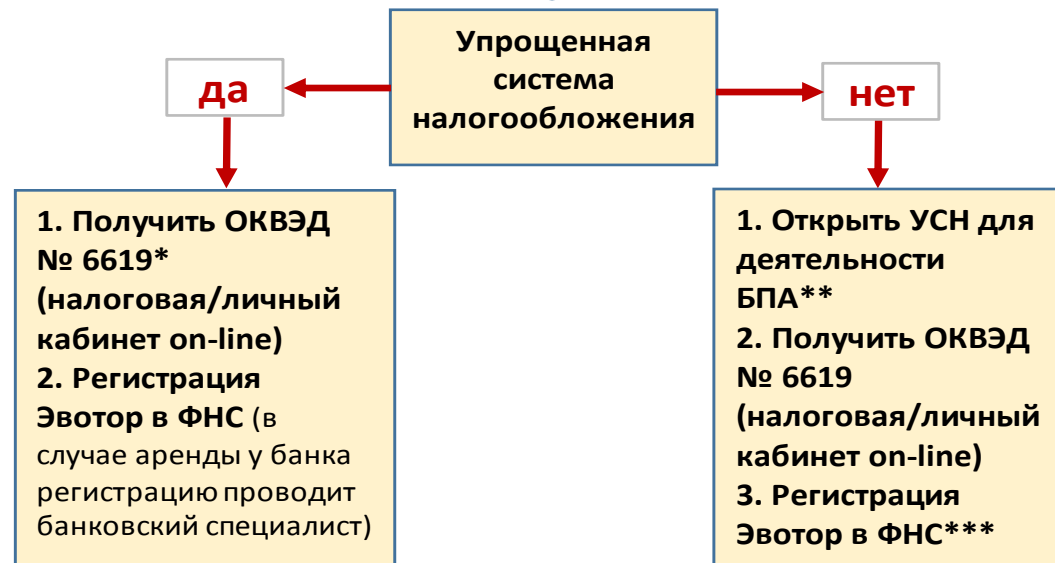 Упрощенная
система
налогообложения
да
нет
1. Получить ОКВЭД
№ 6619*
(налоговая/личный
кабинет on-line)
2. Регистрация
Эвотор в ФНС (в
случае аренды у банка
регистрацию проводит
банковский специалист)
1. Открыть УСН для
деятельности
БПА**
2. Получить ОКВЭД
№ 6619
(налоговая/личный
кабинет on-line)
3. Регистрация
Эвотор в ФНС***